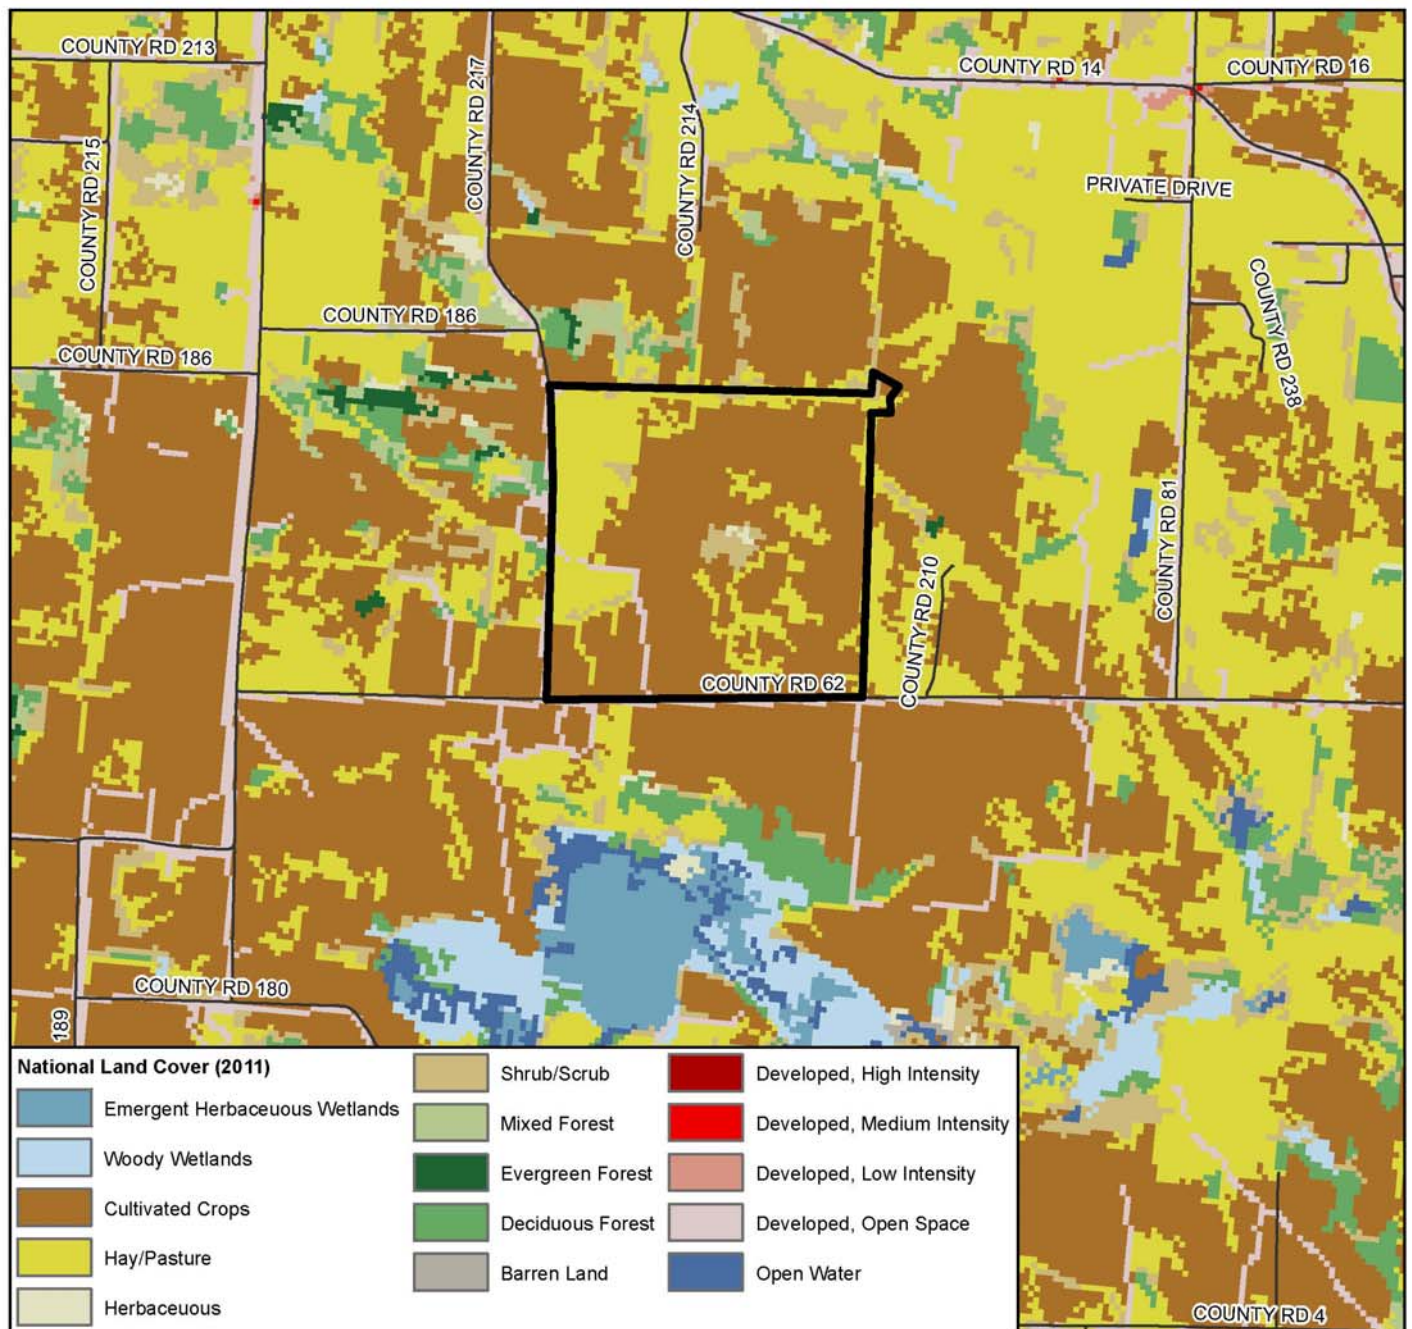 COUNTY RD 213
COUNTY RD 217
COUNTY RD 14
COUNTY RD 16
COUNTY RD 214
COUNTY RD 215
PRIVATE DRIVE
COUNTY RD 186
COUNTY RD 238
COUNTY RD 186
COUNTY RD 81
COUNTY RD 210
COUNTY RD 62
COUNTY RD 180
189
National Land Cover (2011)
Emergent Herbaceuous Wetlands
Woody Wetlands
Cultivated Crops
Hay/Pasture
Herbaceuous
Shrub/Scrub
Mixed Forest
Evergreen Forest
Deciduous Forest
Barren Land
Developed, High Intensity
Developed, Medium Intensity
Developed, Low Intensity
Developed, Open Space
Open Water
COUNTY RD 4